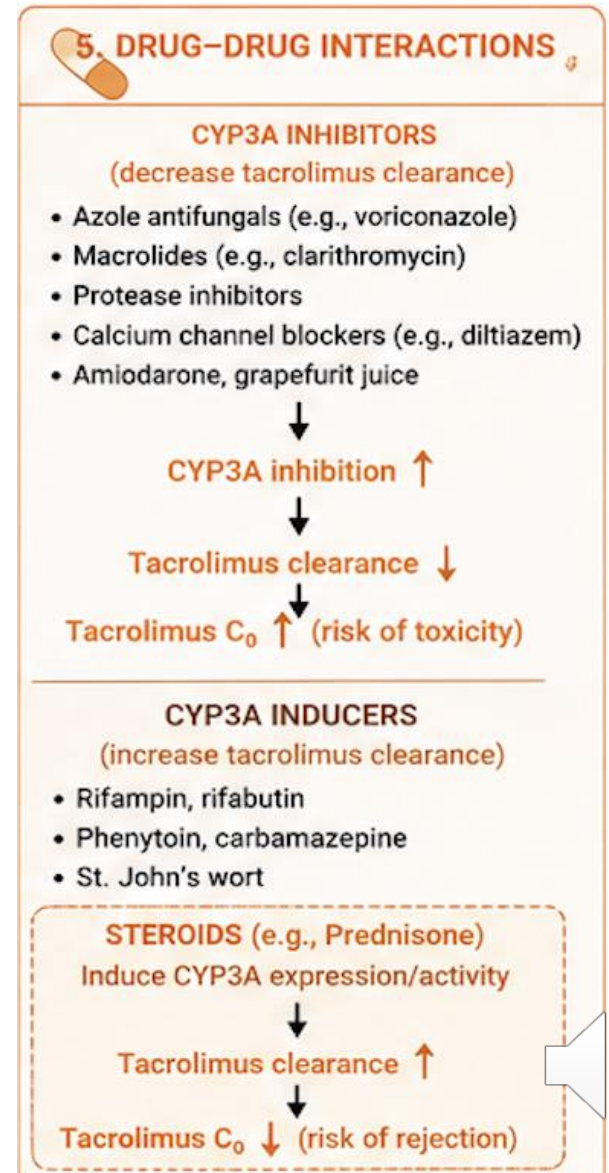 5. DRUG–DRUG INTERACTIONS
CYP3A INHIBITORS
(decrease tacrolimus clearance)
• Azole antifungals (e.g., voriconazole)
• Macrolides (e.g., clarithromycin)
• Protease inhibitors
• Calcium channel blockers (e.g., diltiazem)
• Amiodarone, grapefurit juice
↓
CYP3A inhibition ↑
↓
Tacrolimus clearance ↓
↓
Tacrolimus C₀ ↑ (risk of toxicity)
CYP3A INDUCERS
(increase tacrolimus clearance)
• Rifampin, rifabutin
• Phenytoin, carbamazepine
• St. John's wort
STEROIDS (e.g., Prednisone)
Induce CYP3A expression/activity
↓
Tacrolimus clearance ↑
↓
Tacrolimus C₀ ↓ (risk of rejection)